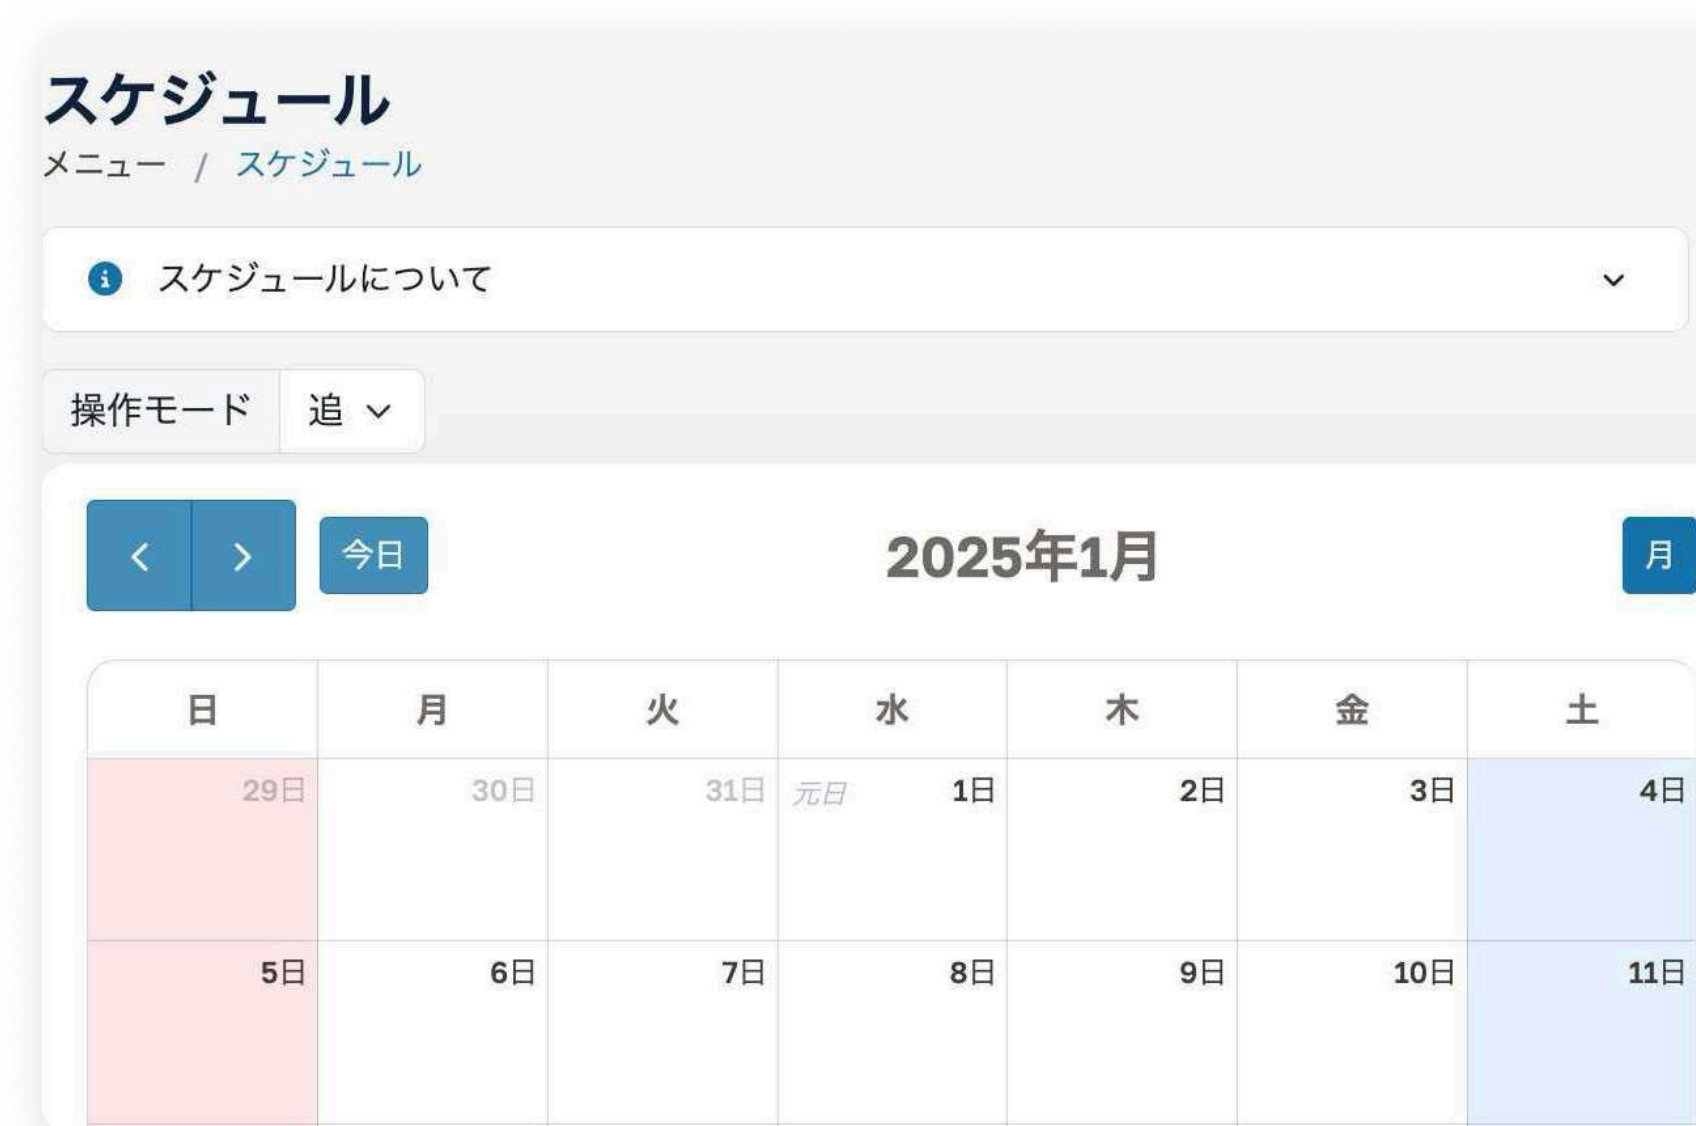 スケジュール
メニュー / スケジュール
スケジュールについて
操作モード 追
今日 2025年1月 月
日 月 火 水 木 金 土
29日 30日 31日 元日 1日 2日 3日 4日
5日 6日 7日 8日 9日 10日 11日